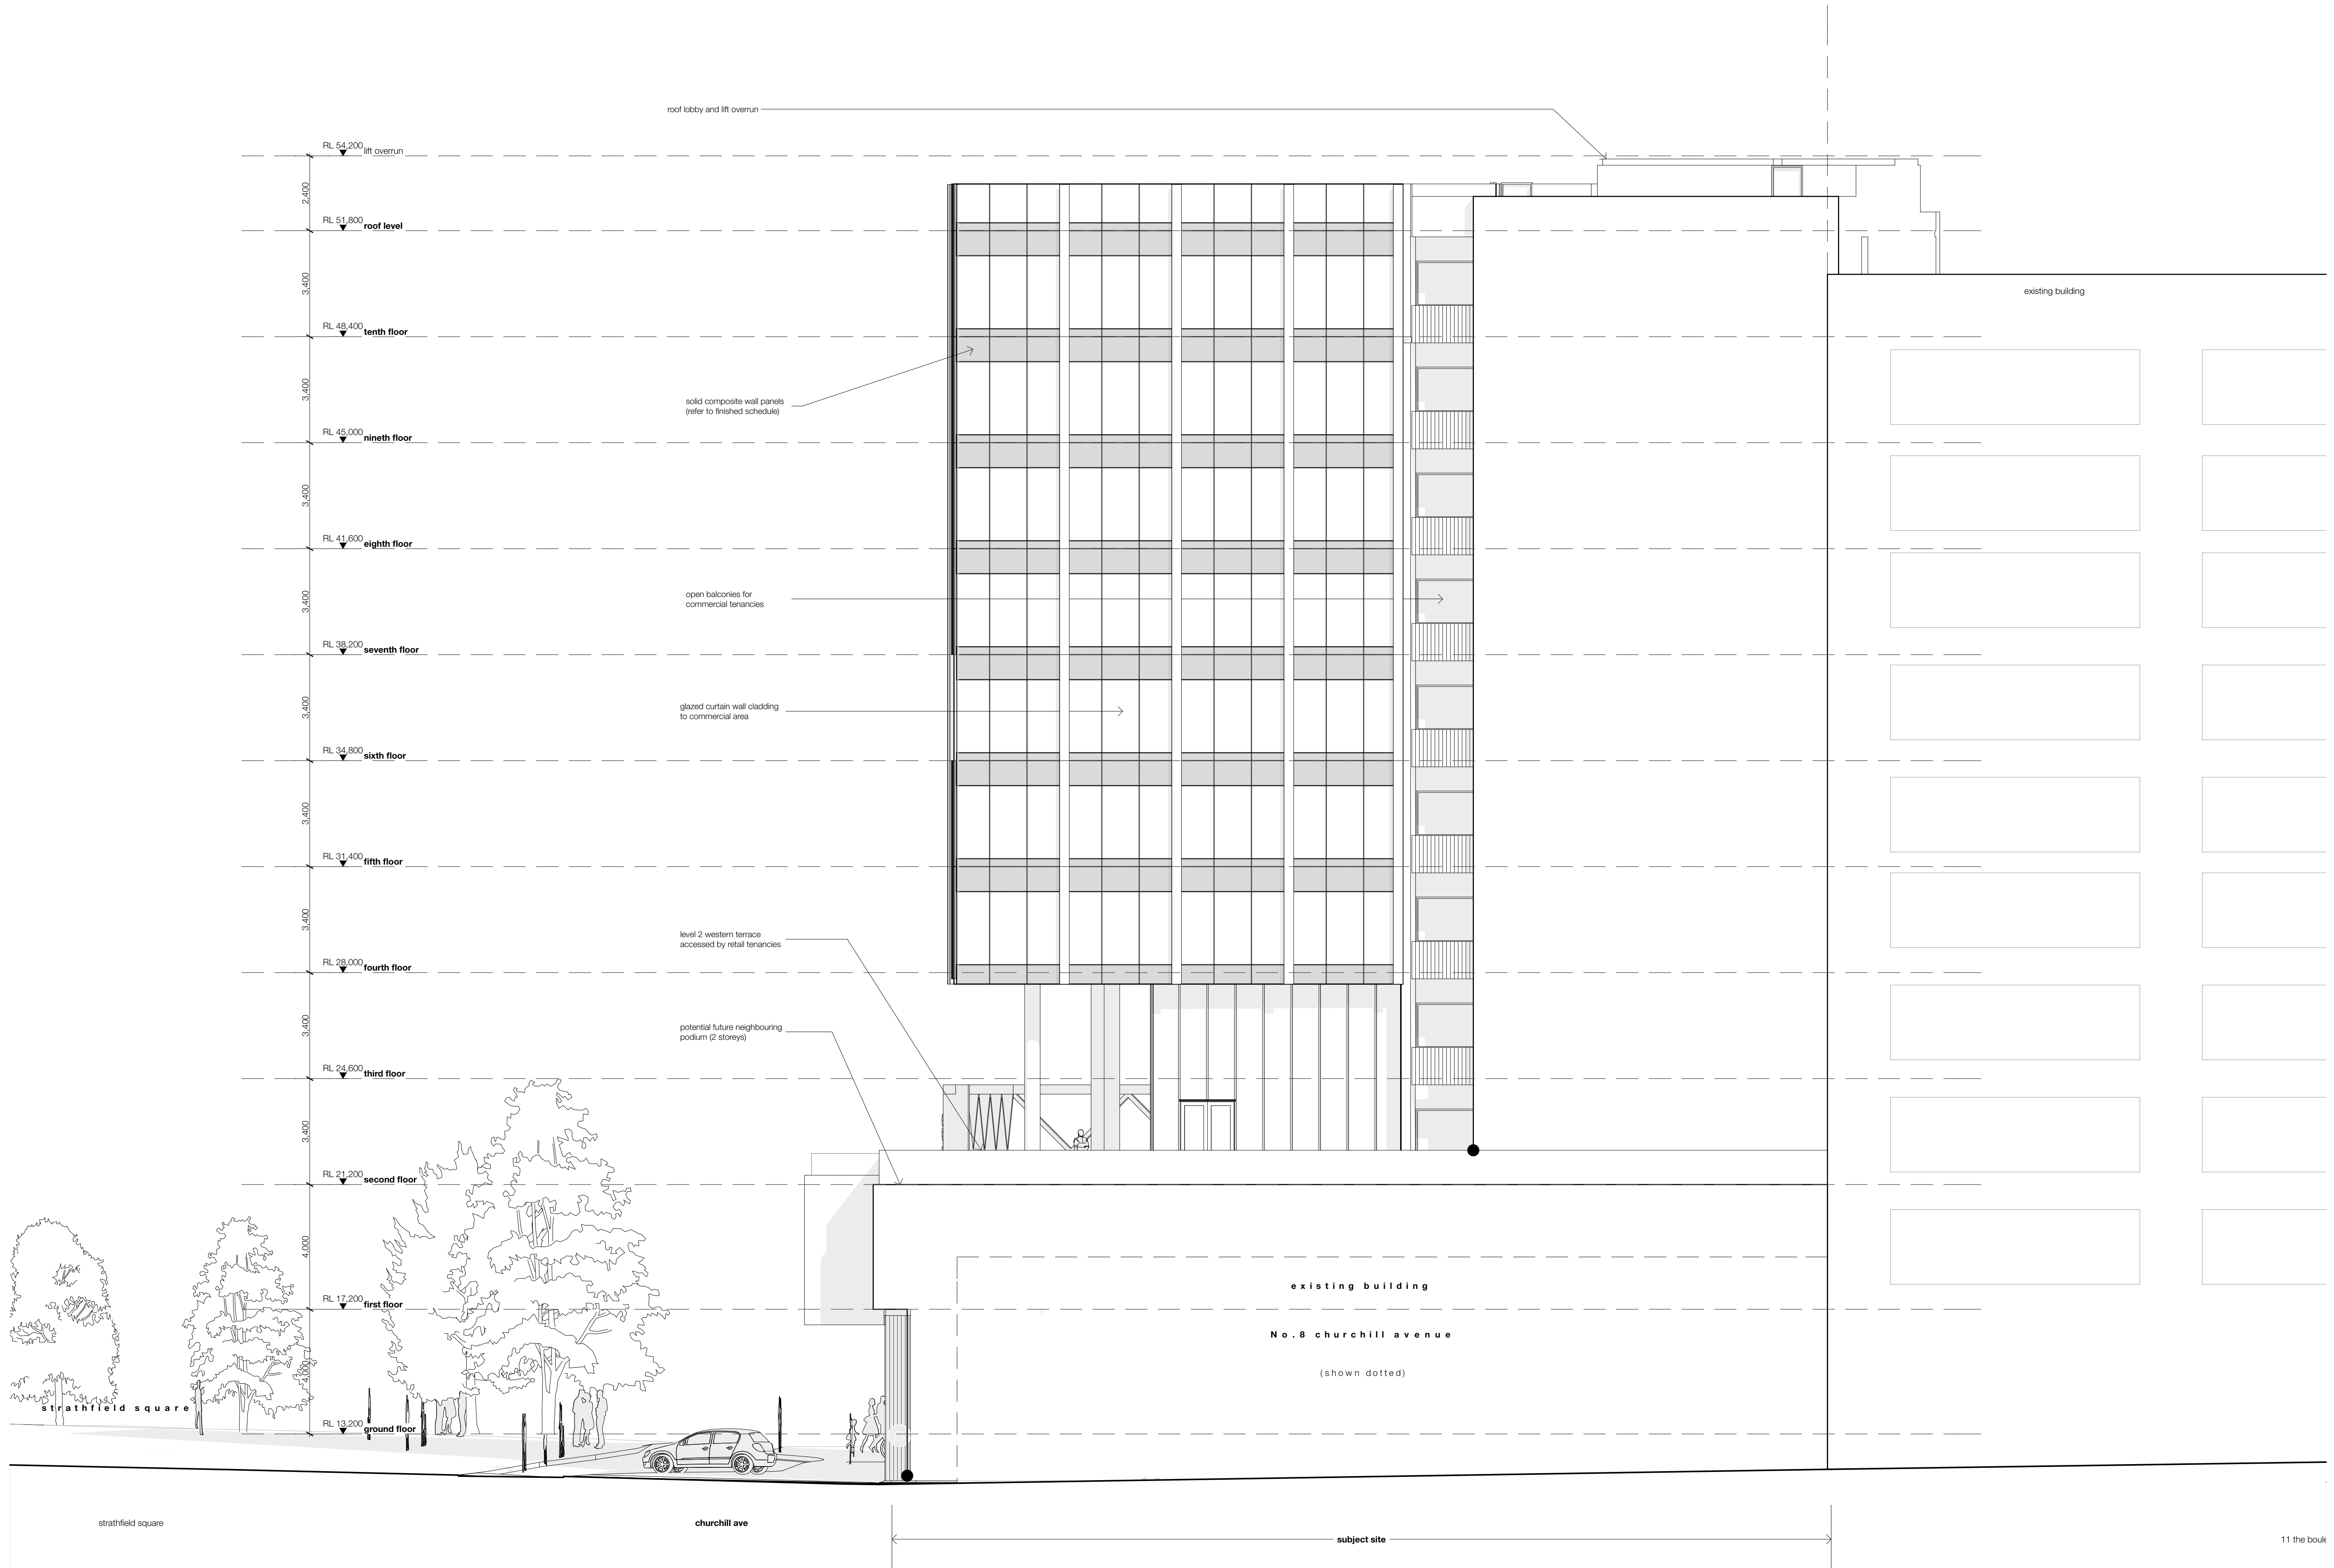 roof lobby and lift overrun
RL 54,200 lift overrun
2,400
RL 51,800 roof level
3,400
existing building
RL 48,400 tenth floor
3,400
solid composite wall panels
(refer to finished schedule)
RL 45,000 nineth floor
3,400
RL 41,600 eighth floor
3,400
open balconies for
commercial tenancies
RL 38,200 seventh floor
3,400
glazed curtain wall cladding
to commercial area
RL 34,800 sixth floor
3,400
RL 31,400 fifth floor
3,400
level 2 western terrace
accessed by retail tenancies
RL 28,000 fourth floor
3,400
potential future neighbouring
podium (2 storeys)
RL 24,600 third floor
3,400
RL 21,200 second floor
4,000
existing building
RL 17,200 first floor
No.8 churchill avenue
4,000
(shown dotted)
strathfield square
RL 13,200 ground floor
strathfield square
churchill ave
subject site
11 the boule